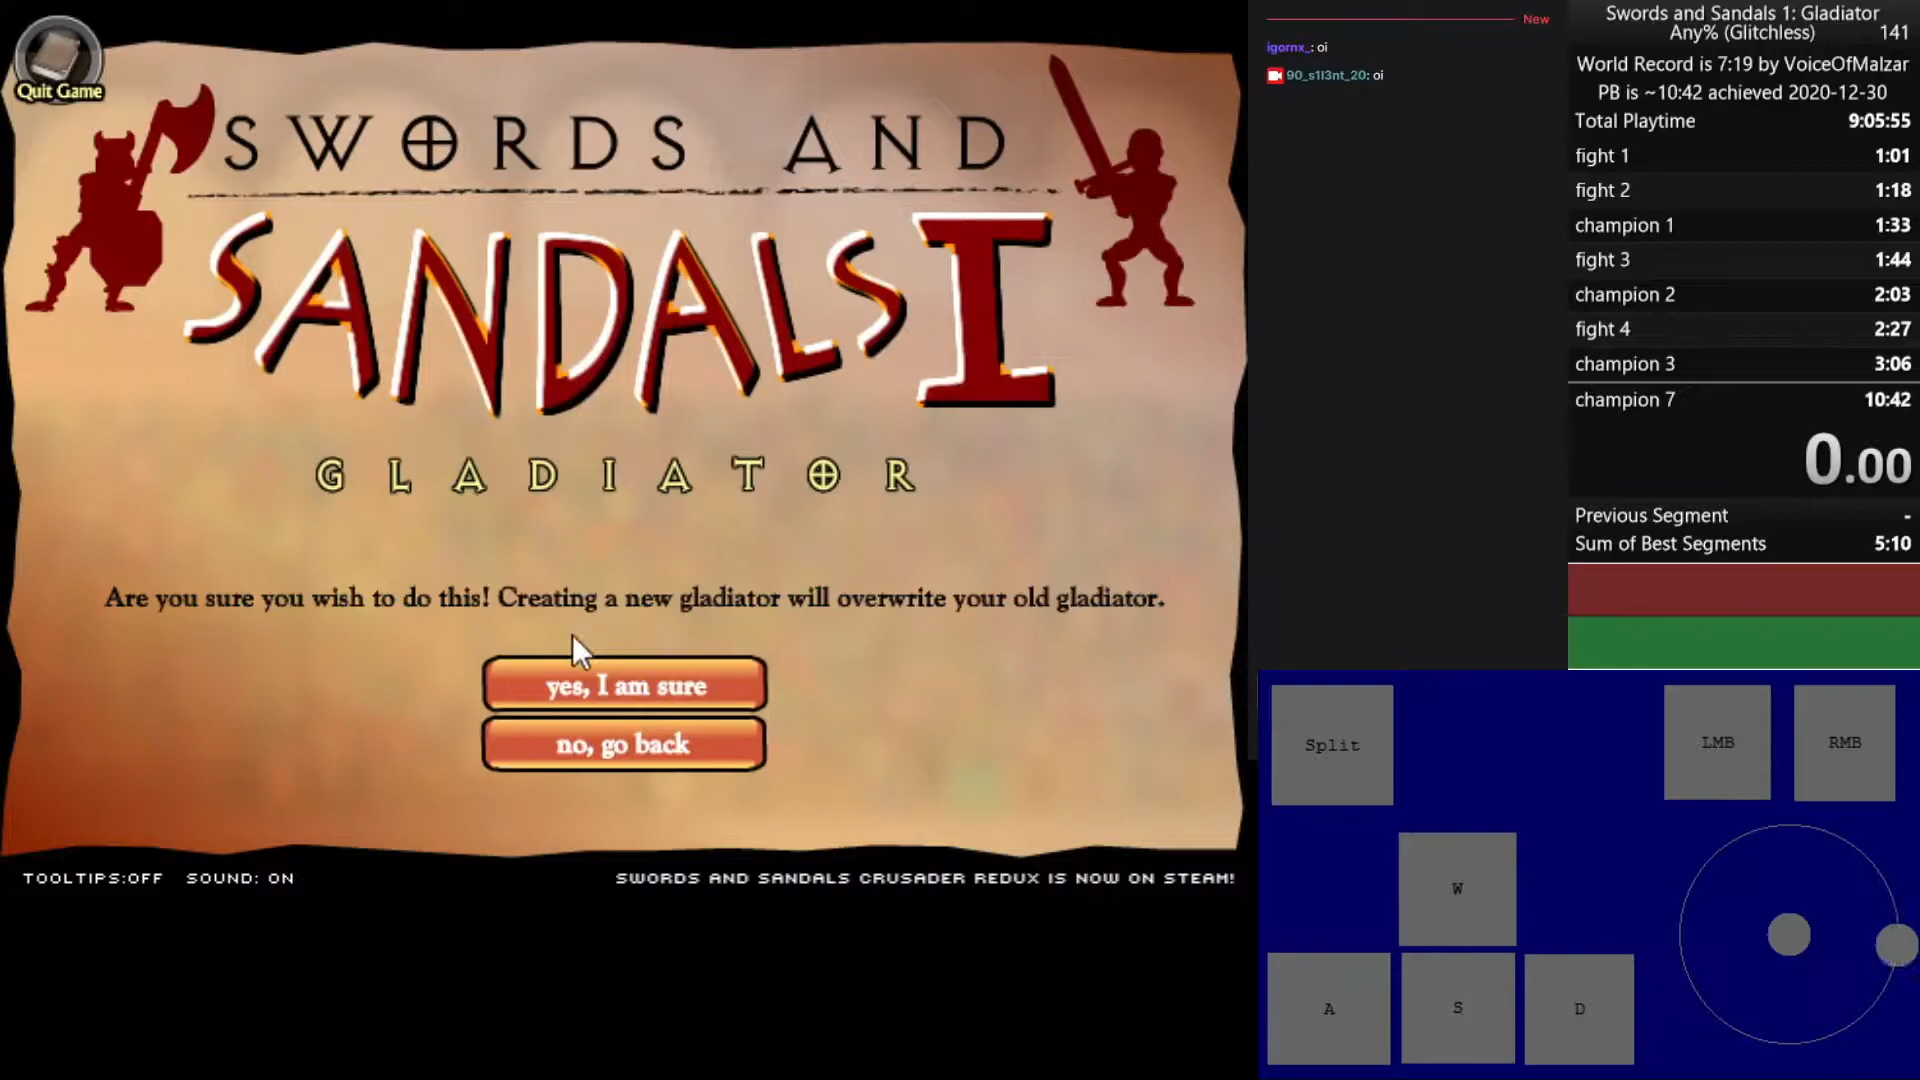 Quit Game
SWORDS AND
SANDALS I
GLADIATOR
Are you sure you wish to do this! Creating a new gladiator will overwrite your old gladiator.
yes, I am sure
no, go back
TOOLTIPS:OFF SOUND: ON
SWORDS AND SANDALS CRUSADER REDUX IS NOW ON STEAM!
New
igornx_: oi
90_s1l3nt_20: oi
Swords and Sandals 1: Gladiator
Any% (Glitchless) 141
World Record is 7:19 by VoiceOfMalzar
PB is ~10:42 achieved 2020-12-30
Total Playtime 9:05:55
fight 1 1:01
fight 2 1:18
champion 1 1:33
fight 3 1:44
champion 2 2:03
fight 4 2:27
champion 3 3:06
champion 7 10:42
0.00
Previous Segment -
Sum of Best Segments 5:10
Split LMB RMB
W
A S D